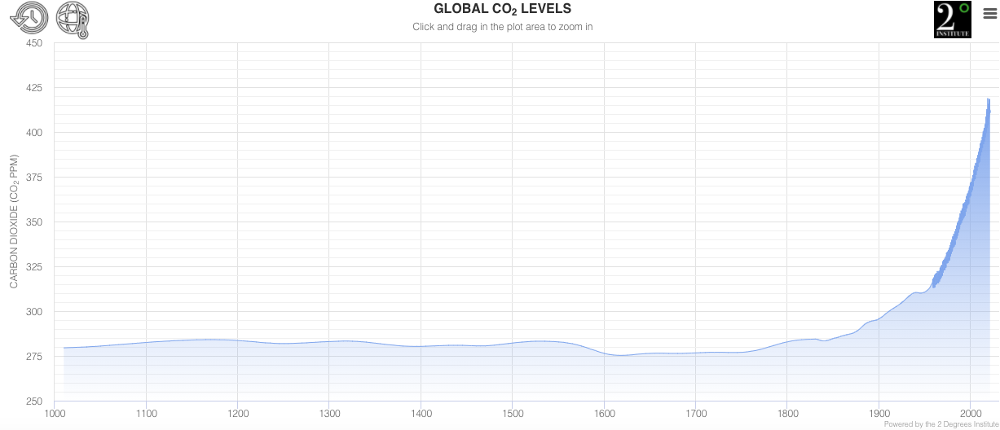 GLOBAL CO₂ LEVELS
Click and drag in the plot area to zoom in
2°
INSTITUTE
CARBON DIOXIDE (CO₂ PPM)
450
425
400
375
350
325
300
275
250
1000 1100 1200 1300 1400 1500 1600 1700 1800 1900 2000
Powered by the 2 Degrees Institute